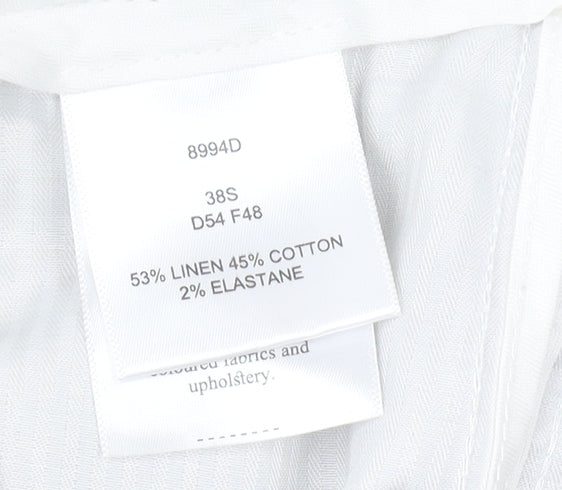 8994D
38S
D54 F48
53% LINEN 45% COTTON
2% ELASTANE
coloured fabrics and
upholstery.